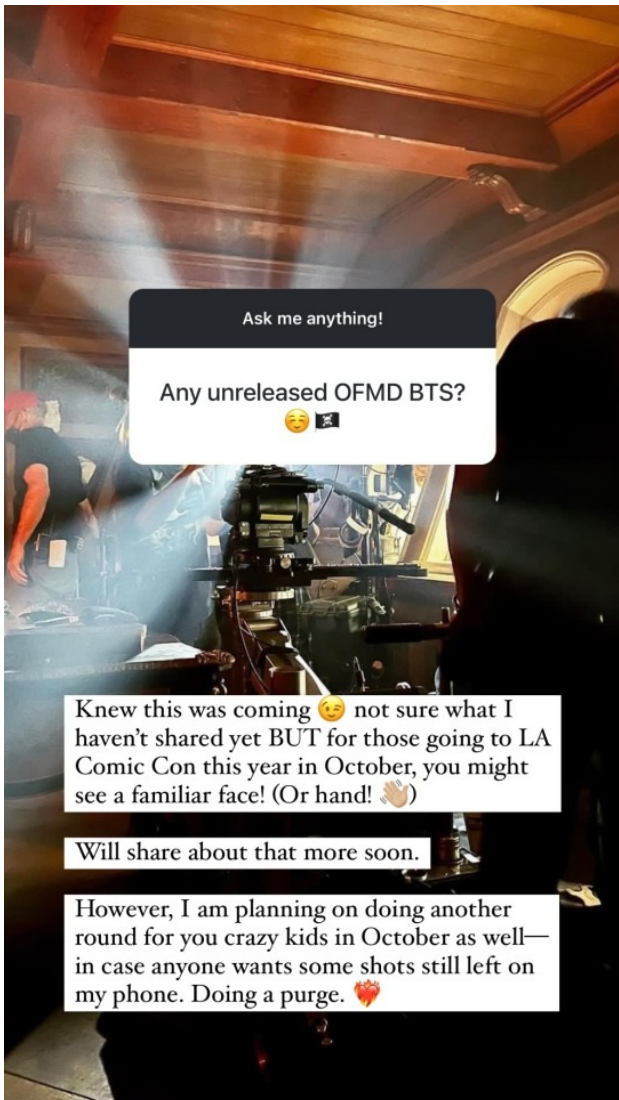 Ask me anything!
Any unreleased OFMD BTS?
☺️🏴‍☠️
Knew this was coming 😉 not sure what I
haven’t shared yet BUT for those going to LA
Comic Con this year in October, you might
see a familiar face! (Or hand! 👋🏼)
Will share about that more soon.
However, I am planning on doing another
round for you crazy kids in October as well—
in case anyone wants some shots still left on
my phone. Doing a purge. ❤️‍🔥